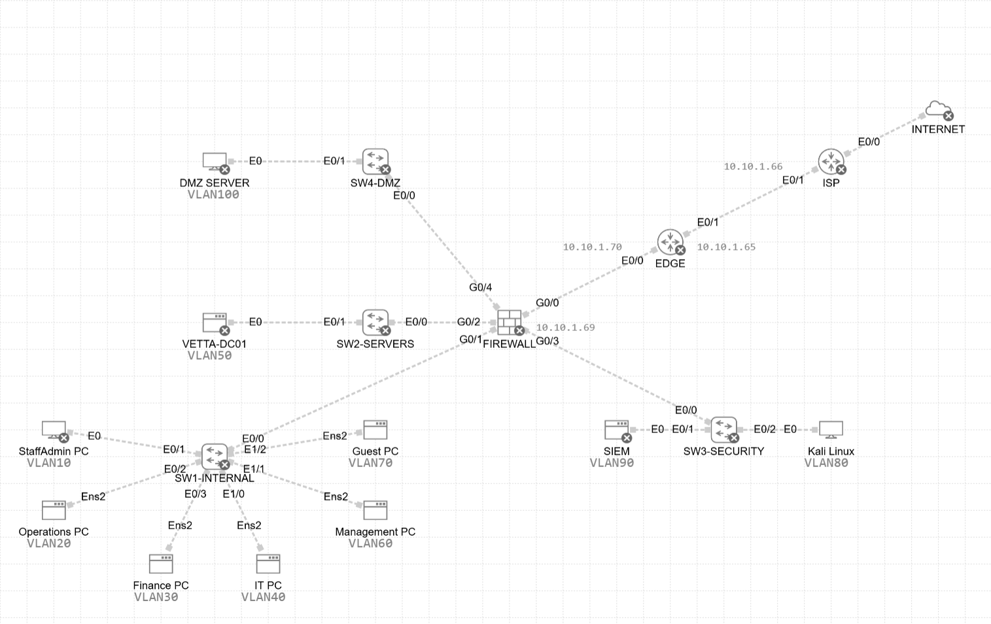 INTERNET
E0/0
ISP
10.10.1.66
E0/1
E0/1
EDGE
10.10.1.65
10.10.1.70
E0/0
DMZ SERVER
VLAN100
E0
E0/1
SW4-DMZ
E0/0
G0/4
G0/0
FIREWALL
10.10.1.69
G0/2
G0/1
G0/3
VETTA-DC01
VLAN50
E0
E0/1
SW2-SERVERS
E0/0
StaffAdmin PC
VLAN10
E0
E0/1
SW1-INTERNAL
E0/0
E1/2
Ens2
Guest PC
VLAN70
E0/2
Ens2
Operations PC
VLAN20
E0/3
Ens2
Finance PC
VLAN30
E1/0
Ens2
IT PC
VLAN40
E1/1
Ens2
Management PC
VLAN60
E0/0
SIEM
VLAN90
E0
E0/1
SW3-SECURITY
E0/2
E0
Kali Linux
VLAN80